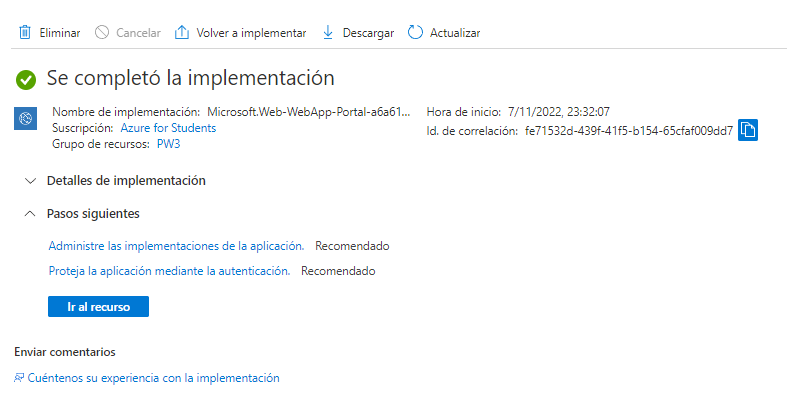 Eliminar Cancelar Volver a implementar Descargar Actualizar
Se completó la implementación
Nombre de implementación: Microsoft.Web-WebApp-Portal-a6a61... Hora de inicio: 7/11/2022, 23:32:07
Suscripción: Azure for Students Id. de correlación: fe71532d-439f-41f5-b154-65cfaf009dd7
Grupo de recursos: PW3
Detalles de implementación
Pasos siguientes
Administre las implementaciones de la aplicación. Recomendado
Proteja la aplicación mediante la autenticación. Recomendado
Ir al recurso
Enviar comentarios
Cuéntenos su experiencia con la implementación